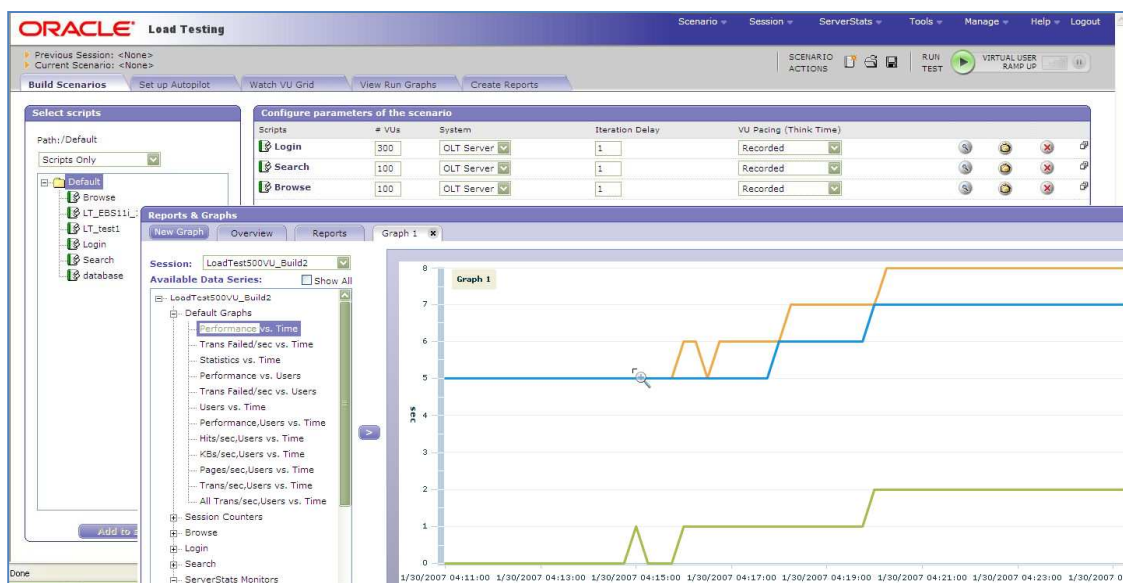 ORACLE® Load Testing
Scenario Session ServerStats Tools Manage Help Logout
Previous Session: <None>
Current Scenario: <None>
SCENARIO ACTIONS
RUN TEST
VIRTUAL USER RAMP UP
Build Scenarios Set up Autopilot Watch VU Grid View Run Graphs Create Reports
Select scripts
Path:/Default
Scripts Only
Default
Browse
LT_EBS11i_
LT_test1
Login
Search
database
Add to
Done
Configure parameters of the scenario
Scripts # VUs System Iteration Delay VU Pacing (Think Time)
Login 300 OLT Server 1 Recorded
Search 100 OLT Server 1 Recorded
Browse 100 OLT Server 1 Recorded
Reports & Graphs
New Graph Overview Reports Graph 1
Session: LoadTest500VU_Build2
Available Data Series: Show All
LoadTest500VU_Build2
Default Graphs
Performance vs. Time
Trans Failed/sec vs. Time
Statistics vs. Time
Performance vs. Users
Trans Failed/sec vs. Users
Users vs. Time
Performance,Users vs. Time
Hits/sec,Users vs. Time
KBs/sec,Users vs. Time
Pages/sec,Users vs. Time
Trans/sec,Users vs. Time
All Trans/sec,Users vs. Time
Session Counters
Browse
Login
Search
ServerStats Monitors
>
Graph 1
8
7
6
5
4
3
2
1
0
sec
1/30/2007 04:11:00 1/30/2007 04:13:00 1/30/2007 04:15:00 1/30/2007 04:17:00 1/30/2007 04:19:00 1/30/2007 04:21:00 1/30/2007 04:23:00 1/30/2007 0